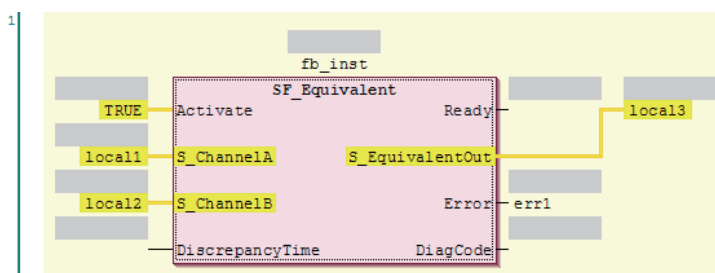 1
fb_inst
SF_Equivalent
TRUE Activate Ready local3
local1 S_ChannelA S_EquivalentOut
local2 S_ChannelB Error err1
DiscrepancyTime DiagCode